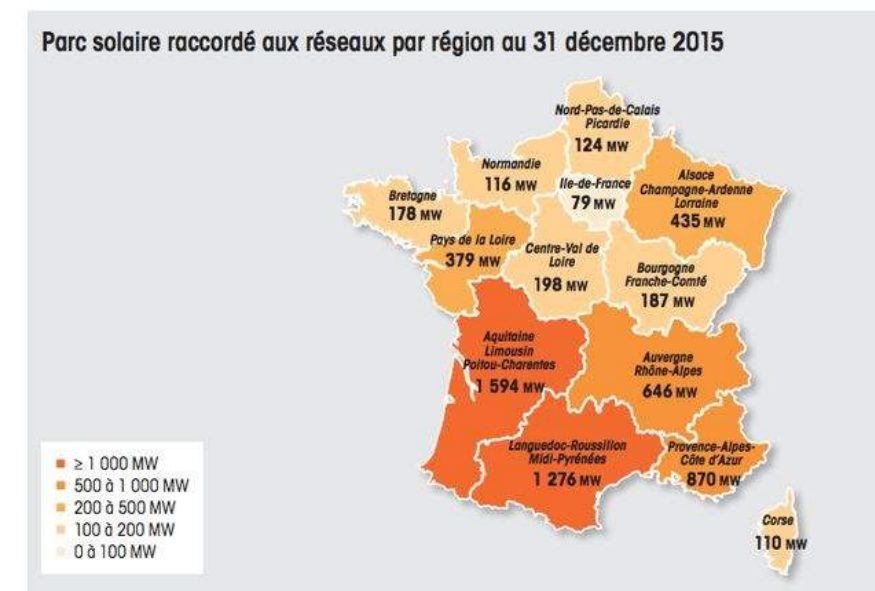 Parc solaire raccordé aux réseaux par région au 31 décembre 2015
Nord-Pas-de-Calais
Picardie
124 MW
Normandie
116 MW
Ile-de-France
79 MW
Alsace
Champagne-Ardenne
Lorraine
435 MW
Bretagne
178 MW
Pays de la Loire
379 MW
Centre-Val de
Loire
198 MW
Bourgogne
Franche-Comté
187 MW
Aquitaine
Limousin
Poitou-Charentes
1 594 MW
Auvergne
Rhône-Alpes
646 MW
Languedoc-Roussillon
Midi-Pyrénées
1 276 MW
Provence-Alpes-
Côte d'Azur
870 MW
Corse
110 MW
≥ 1 000 MW
500 à 1 000 MW
200 à 500 MW
100 à 200 MW
0 à 100 MW